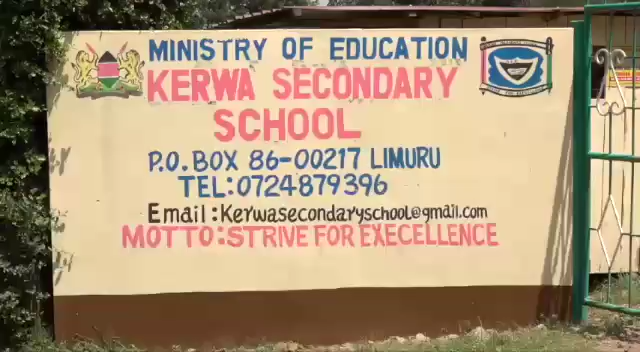 MINISTRY OF EDUCATION
KERWA SECONDARY
SCHOOL
P.O. BOX 86-00217 LIMURU
TEL:0724879396
Email:Kerwasecondaryschool@gmail.com
MOTTO:STRIVE FOR EXECELLENCE